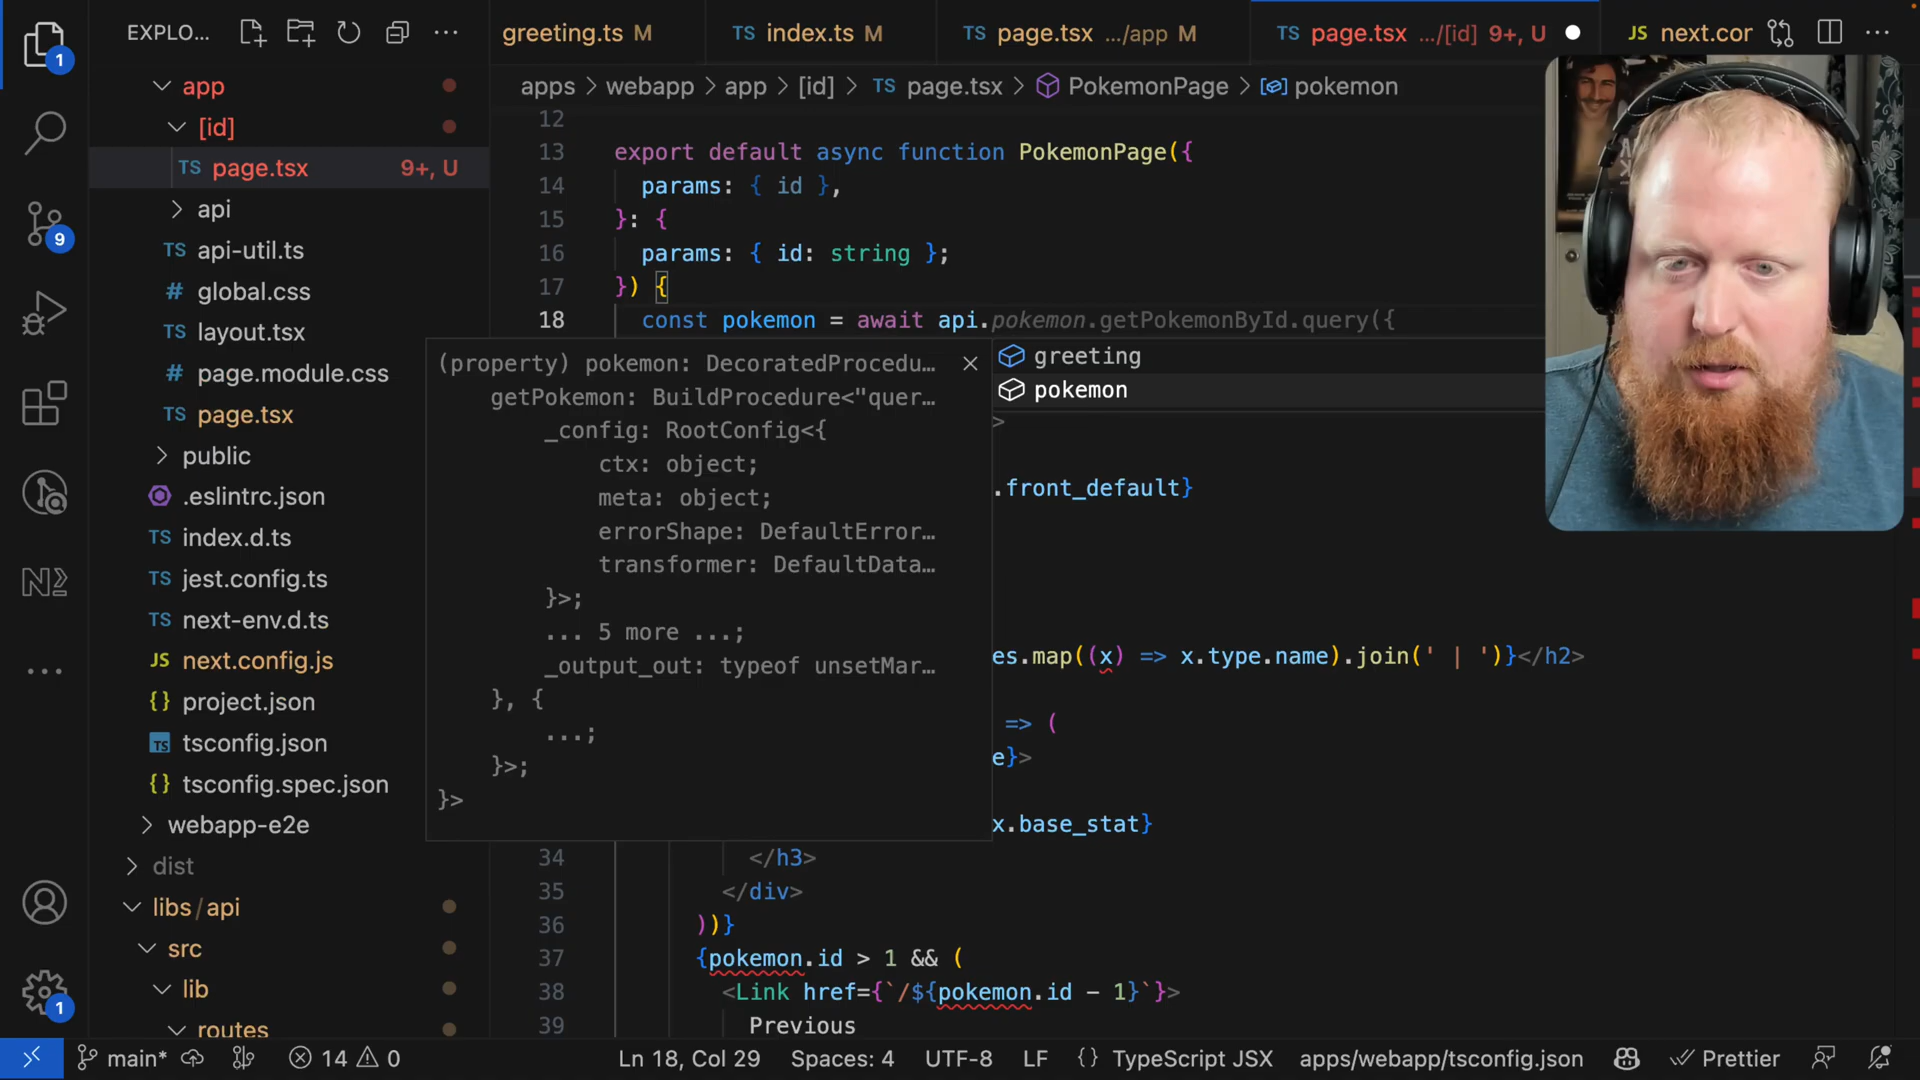 EXPLO...
greeting.ts M
TS index.ts M
TS page.tsx .../app M
TS page.tsx .../[id] 9+, U
JS next.cor
apps > webapp > app > [id] > TS page.tsx > PokemonPage > pokemon
1
app
[id]
TS page.tsx 9+, U
api
TS api-util.ts
# global.css
TS layout.tsx
# page.module.css
TS page.tsx
public
.eslintrc.json
TS index.d.ts
TS jest.config.ts
TS next-env.d.ts
JS next.config.js
{} project.json
TS tsconfig.json
{} tsconfig.spec.json
webapp-e2e
dist
libs / api
src
lib
routes
9
1
12
13 export default async function PokemonPage({
14 params: { id },
15 }: {
16 params: { id: string };
17 }) {
18 const pokemon = await api.pokemon.getPokemonById.query({
greeting
pokemon
(property) pokemon: DecoratedProcedu...
getPokemon: BuildProcedure<"quer...
_config: RootConfig<{
ctx: object;
meta: object;
errorShape: DefaultError...
transformer: DefaultData...
}>;
... 5 more ...;
_output_out: typeof unsetMar...
}, {
...;
}>;
}>
>
.front_default}
es.map((x) => x.type.name).join(' | ')}</h2>
=> (
e}>
x.base_stat}
34 </h3>
35 </div>
36 ))}
37 {pokemon.id > 1 && (
38 <Link href={`/${pokemon.id - 1}`}>
39 Previous
main* 14 0 Ln 18, Col 29 Spaces: 4 UTF-8 LF {} TypeScript JSX apps/webapp/tsconfig.json Prettier